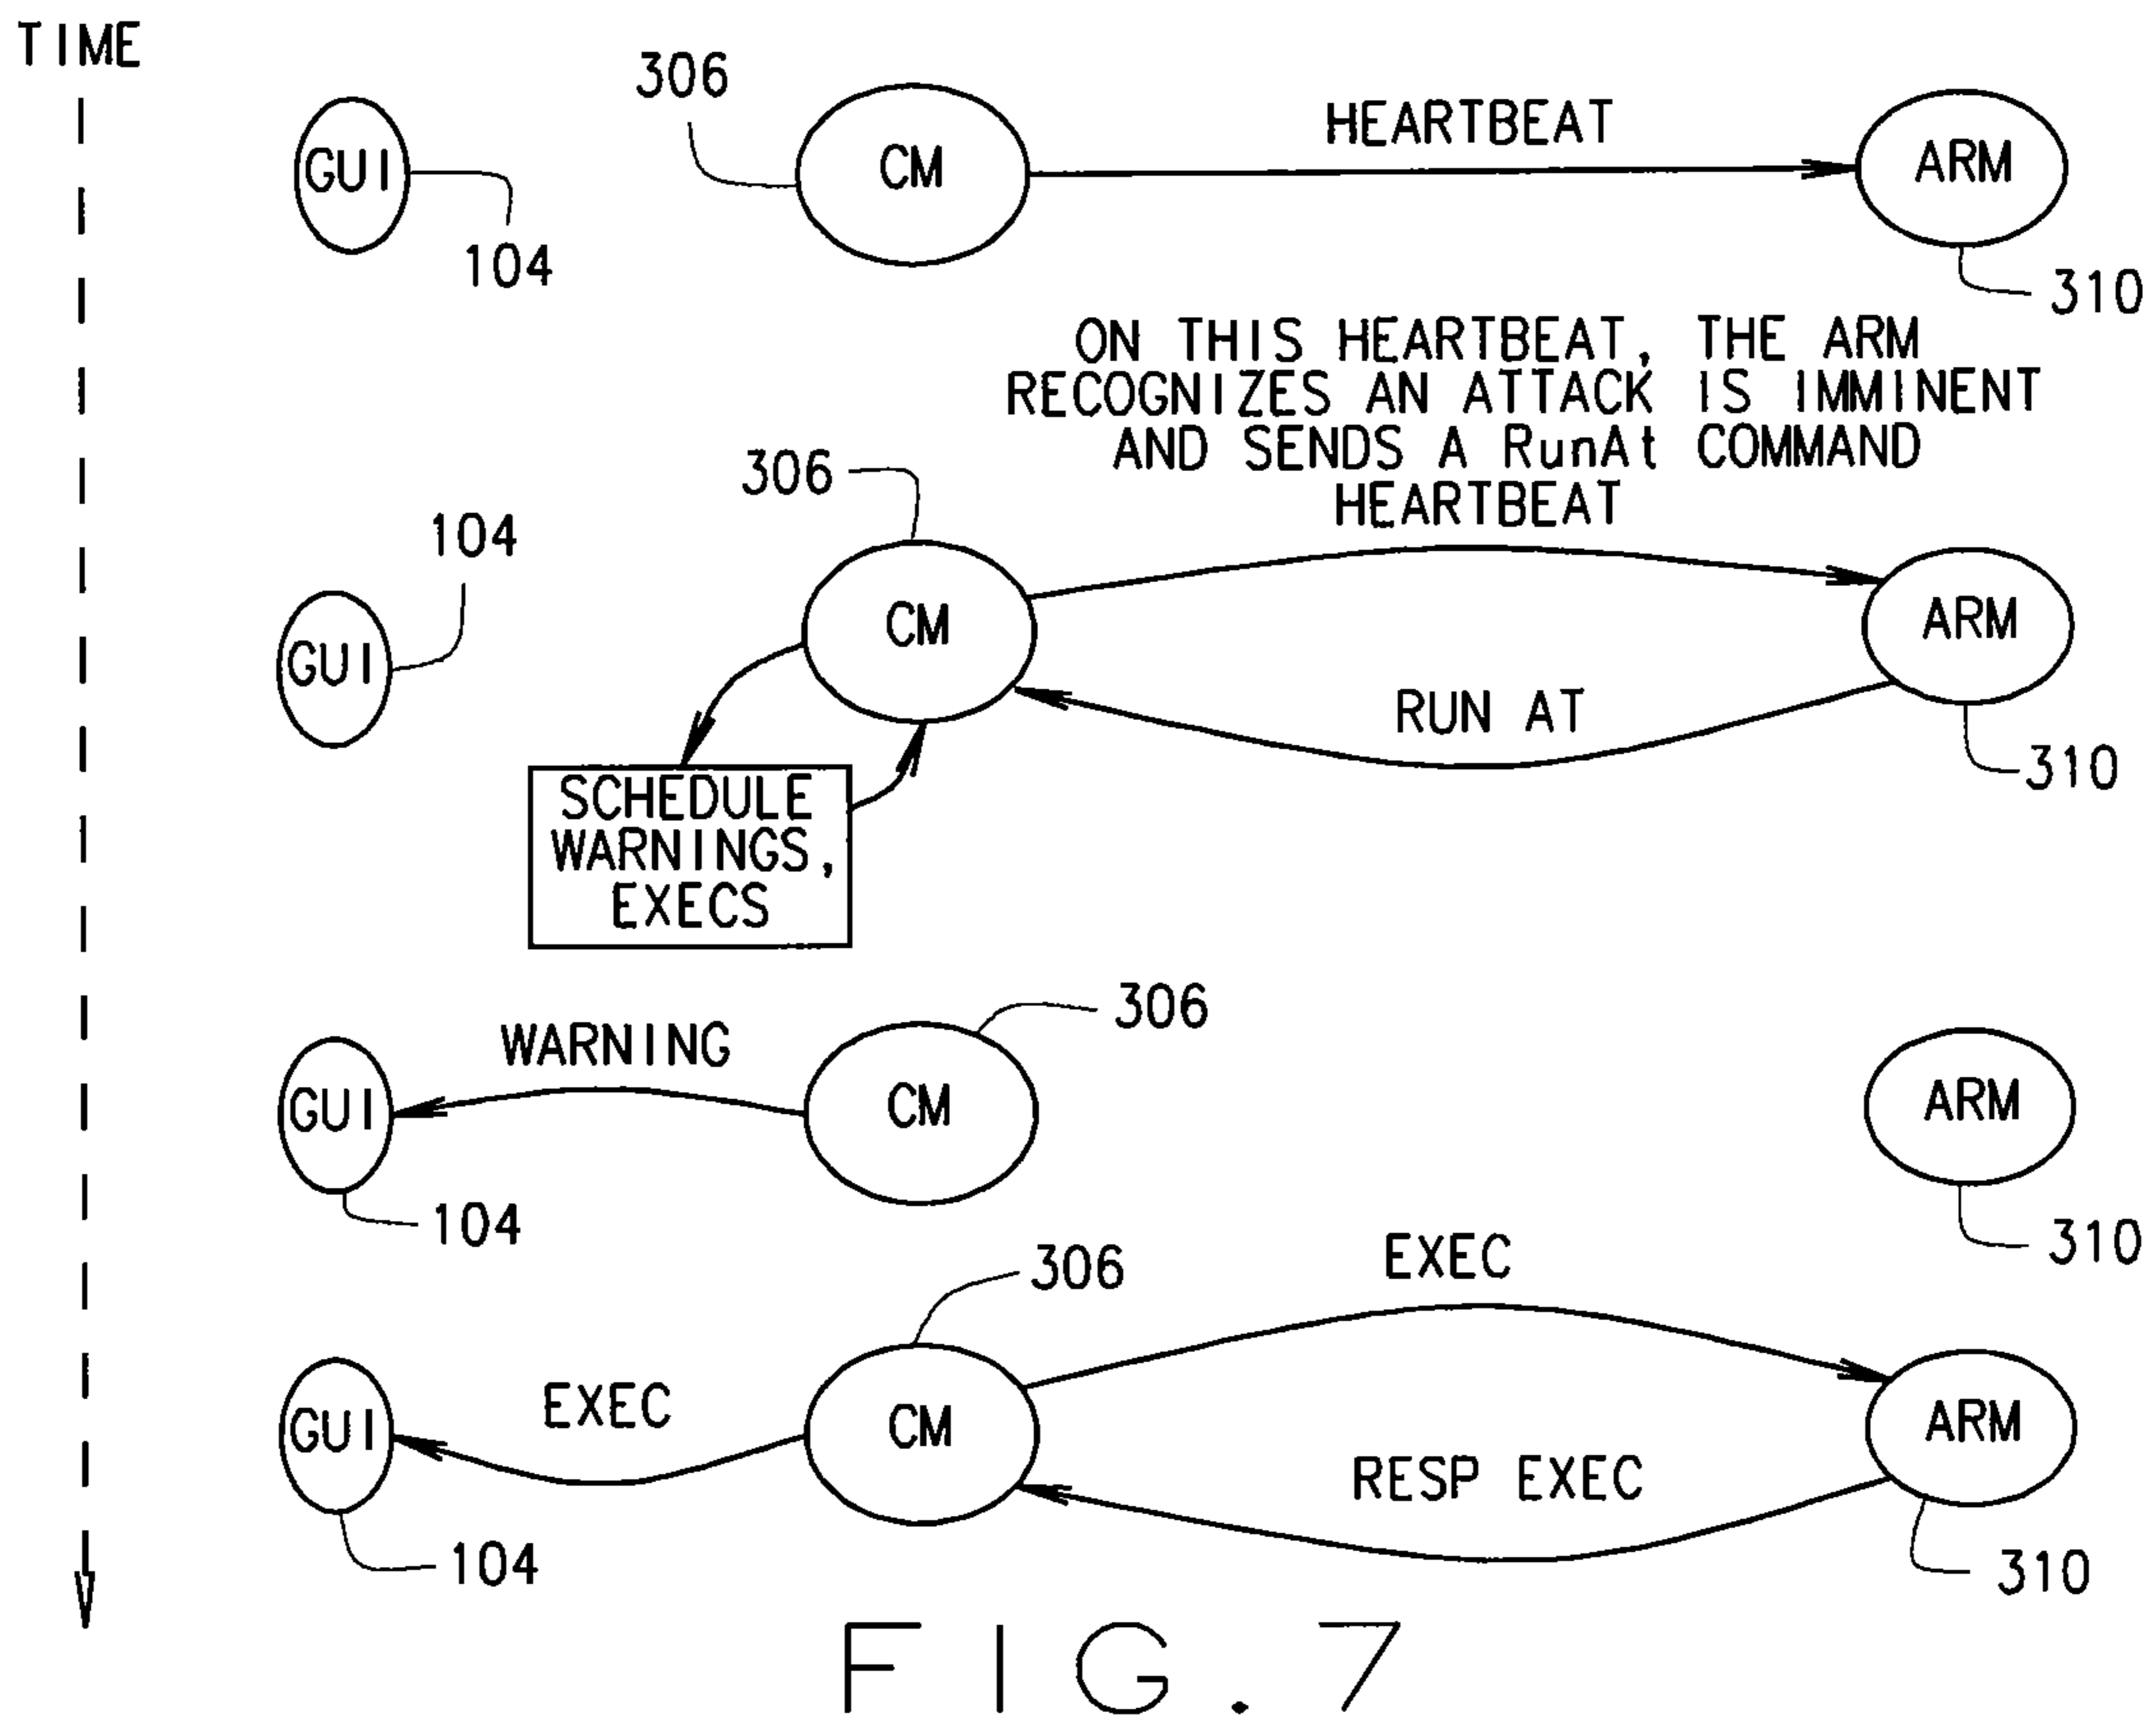 TIME
306
GUI
CM
HEARTBEAT
ARM
104
310
ON THIS HEARTBEAT, THE ARM
RECOGNIZES AN ATTACK IS IMMINENT
AND SENDS A RunAt COMMAND
306
HEARTBEAT
104
GUI
CM
ARM
RUN AT
310
SCHEDULE
WARNINGS,
EXECS
306
WARNING
GUI
CM
ARM
104
310
EXEC
306
GUI
EXEC
CM
ARM
RESP EXEC
104
310
FIG. 7